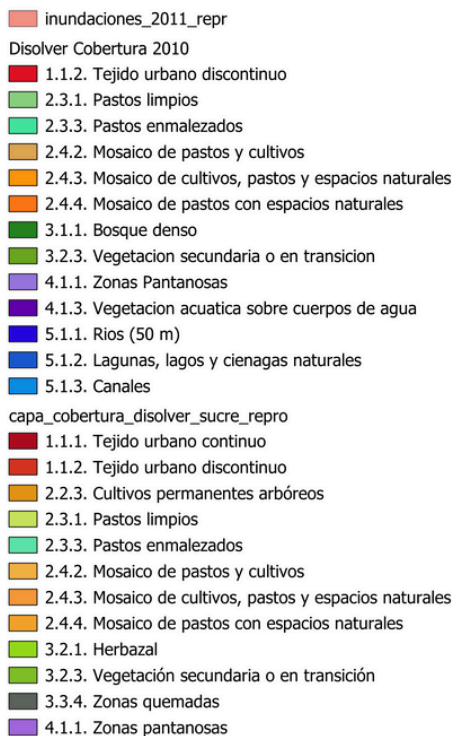 inundaciones_2011_repr
Disolver Cobertura 2010
1.1.2. Tejido urbano discontinuo
2.3.1. Pastos limpios
2.3.3. Pastos enmalezados
2.4.2. Mosaico de pastos y cultivos
2.4.3. Mosaico de cultivos, pastos y espacios naturales
2.4.4. Mosaico de pastos con espacios naturales
3.1.1. Bosque denso
3.2.3. Vegetacion secundaria o en transicion
4.1.1. Zonas Pantanosas
4.1.3. Vegetacion acuatica sobre cuerpos de agua
5.1.1. Rios (50 m)
5.1.2. Lagunas, lagos y cienagas naturales
5.1.3. Canales
capa_cobertura_disolver_sucre_repro
1.1.1. Tejido urbano continuo
1.1.2. Tejido urbano discontinuo
2.2.3. Cultivos permanentes arbóreos
2.3.1. Pastos limpios
2.3.3. Pastos enmalezados
2.4.2. Mosaico de pastos y cultivos
2.4.3. Mosaico de cultivos, pastos y espacios naturales
2.4.4. Mosaico de pastos con espacios naturales
3.2.1. Herbazal
3.2.3. Vegetación secundaria o en transición
3.3.4. Zonas quemadas
4.1.1. Zonas pantanosas